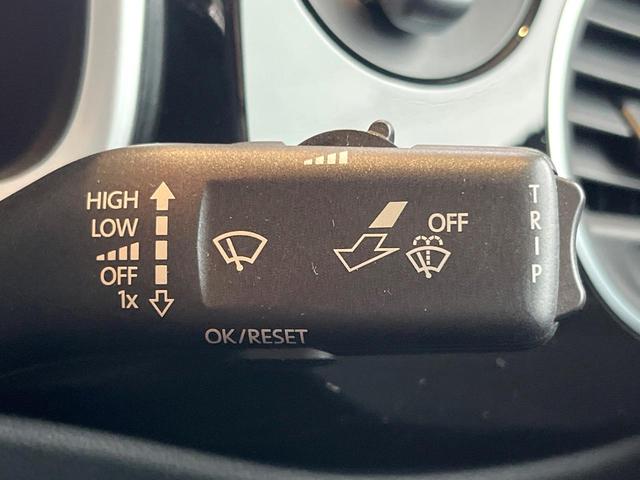 HIGH
LOW
OFF
1x
OFF
TRIP
OK/RESET